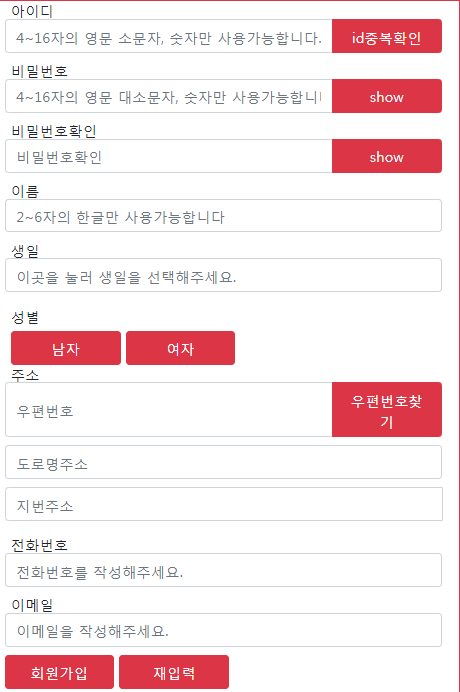 아이디
4~16자의 영문 소문자, 숫자만 사용가능합니다.
id중복확인
비밀번호
4~16자의 영문 대소문자, 숫자만 사용가능합니
show
비밀번호확인
비밀번호확인
show
이름
2~6자의 한글만 사용가능합니다
생일
이곳을 눌러 생일을 선택해주세요.
성별
남자 여자
주소
우편번호
우편번호찾
기
도로명주소
지번주소
전화번호
전화번호를 작성해주세요.
이메일
이메일을 작성해주세요.
회원가입 재입력